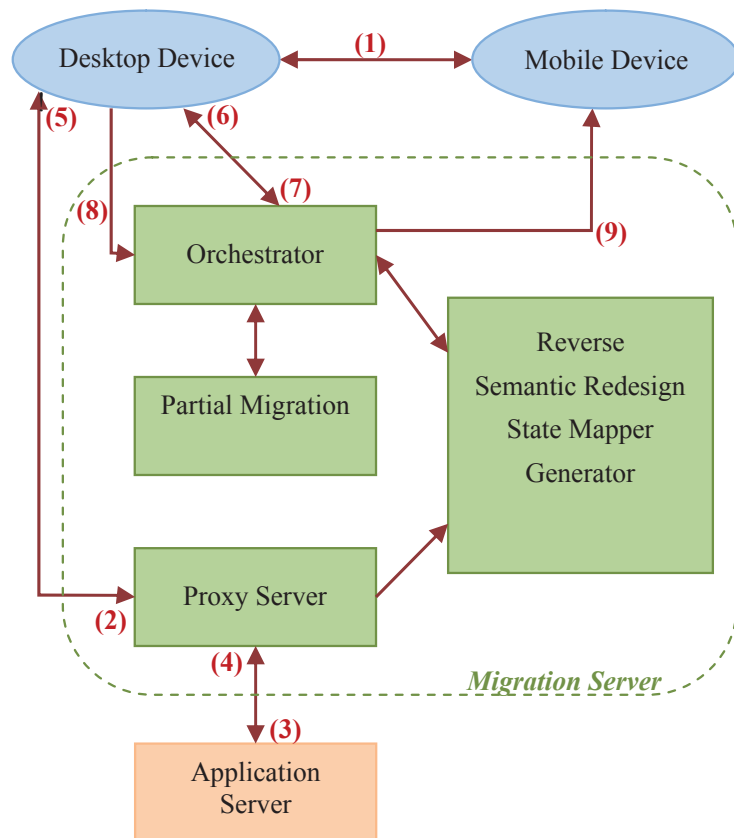 Desktop Device
(1)
Mobile Device
(5)
(6)
(7)
(8)
(9)
Orchestrator
Reverse
Semantic Redesign
State Mapper
Generator
Partial Migration
Proxy Server
(2)
(4)
Migration Server
(3)
Application
Server